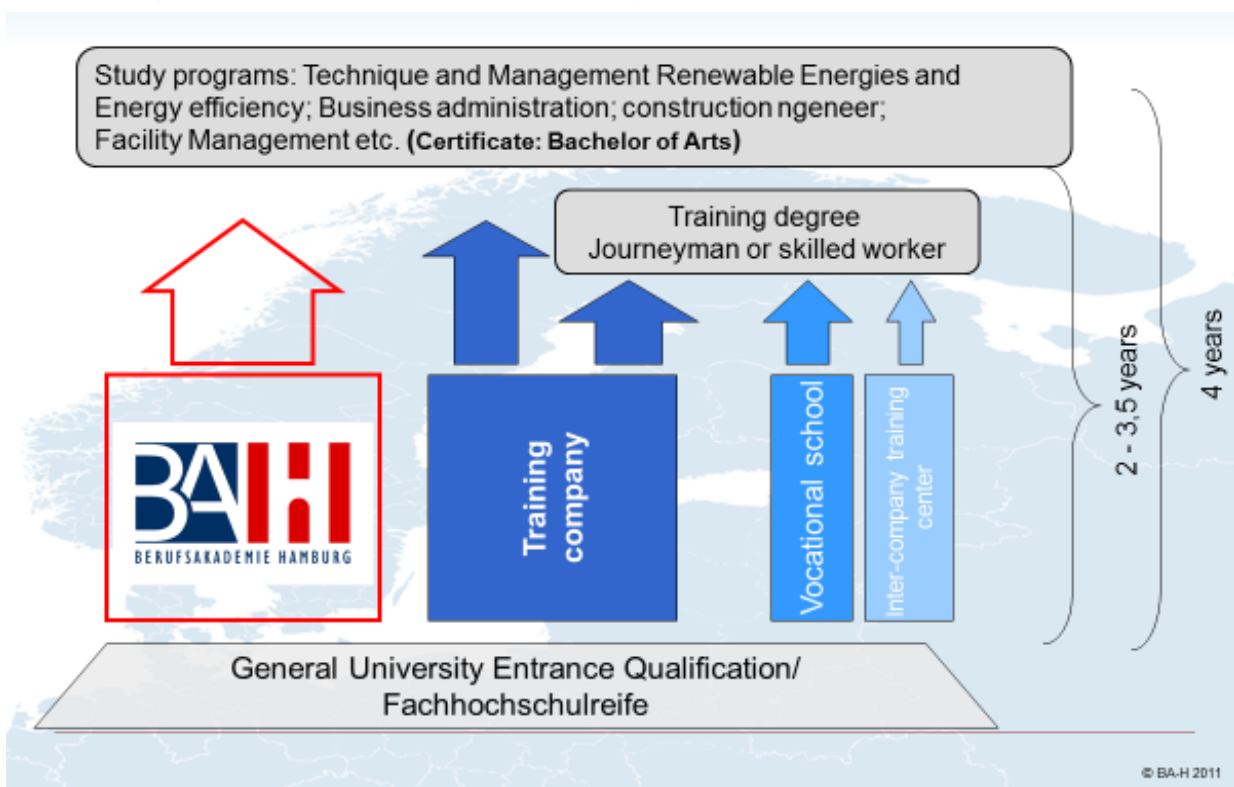 Study programs: Technique and Management Renewable Energies and
Energy efficiency; Business administration; construction ngeneer;
Facility Management etc. (Certificate: Bachelor of Arts)
Training degree
Journeyman or skilled worker
BAH
BERUFSAKADEMIE HAMBURG
Training
company
Vocational school
Inter-company training
center
2 - 3,5 years
4 years
General University Entrance Qualification/
Fachhochschulreife
© BA-H 2011